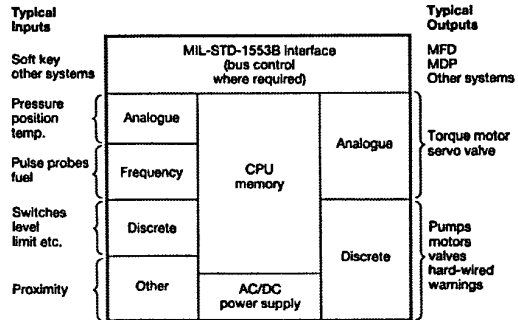 Typical
Inputs
Typical
Outputs
Soft key
other systems
MIL-STD-1553B interface
(bus control
where required)
MFD
MDP
Other systems
Pressure
position
temp.
Analogue
Pulse probes
fuel
Frequency
Switches
level
limit etc.
Discrete
Proximity
Other
CPU
memory
AC/DC
power supply
Analogue
Discrete
Torque motor
servo valve
Pumps
motors
valves
hard-wired
warnings